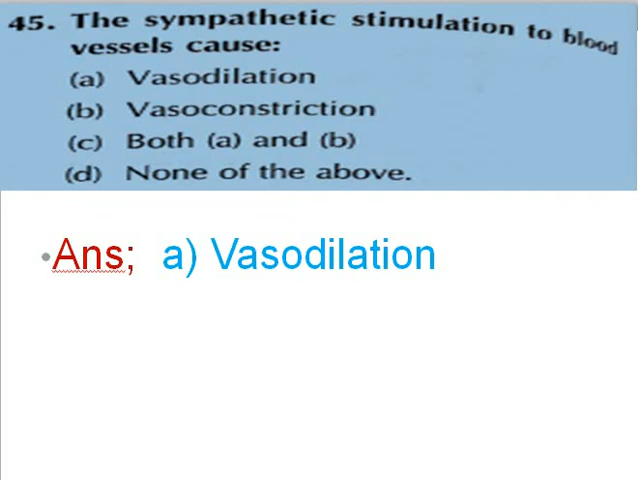 45. The sympathetic stimulation to blood
vessels cause:
(a) Vasodilation
(b) Vasoconstriction
(c) Both (a) and (b)
(d) None of the above.
•Ans; a) Vasodilation